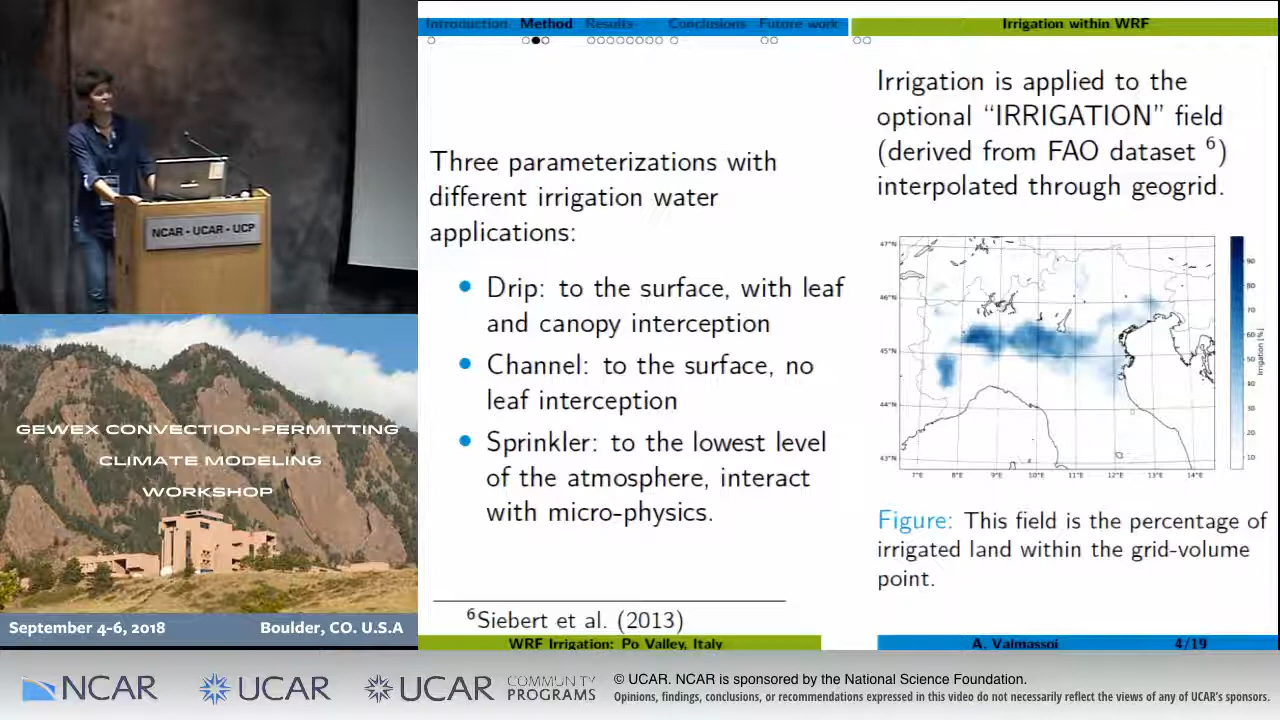 Introduction Method Results Conclusions Future work
Irrigation within WRF
NCAR - UCAR - UCP
Three parameterizations with
different irrigation water
applications:
Drip: to the surface, with leaf
and canopy interception
Channel: to the surface, no
leaf interception
Sprinkler: to the lowest level
of the atmosphere, interact
with micro-physics.
6Siebert et al. (2013)
Irrigation is applied to the
optional “IRRIGATION” field
(derived from FAO dataset 6)
interpolated through geogrid.
47°N
46°N
45°N
44°N
43°N
7°E 8°E 9°E 10°E 11°E 12°E 13°E 14°E
90
80
70
60
50
40
30
20
10
Irrigation [%]
Figure: This field is the percentage of
irrigated land within the grid-volume
point.
WRF Irrigation: Po Valley, Italy
A. Valmassoi 4/19
GEWEX CONVECTION-PERMITTING
CLIMATE MODELING
WORKSHOP
September 4-6, 2018 Boulder, CO. U.S.A
NCAR UCAR UCAR COMMUNITY
PROGRAMS
© UCAR. NCAR is sponsored by the National Science Foundation.
Opinions, findings, conclusions, or recommendations expressed in this video do not necessarily reflect the views of any of UCAR's sponsors.